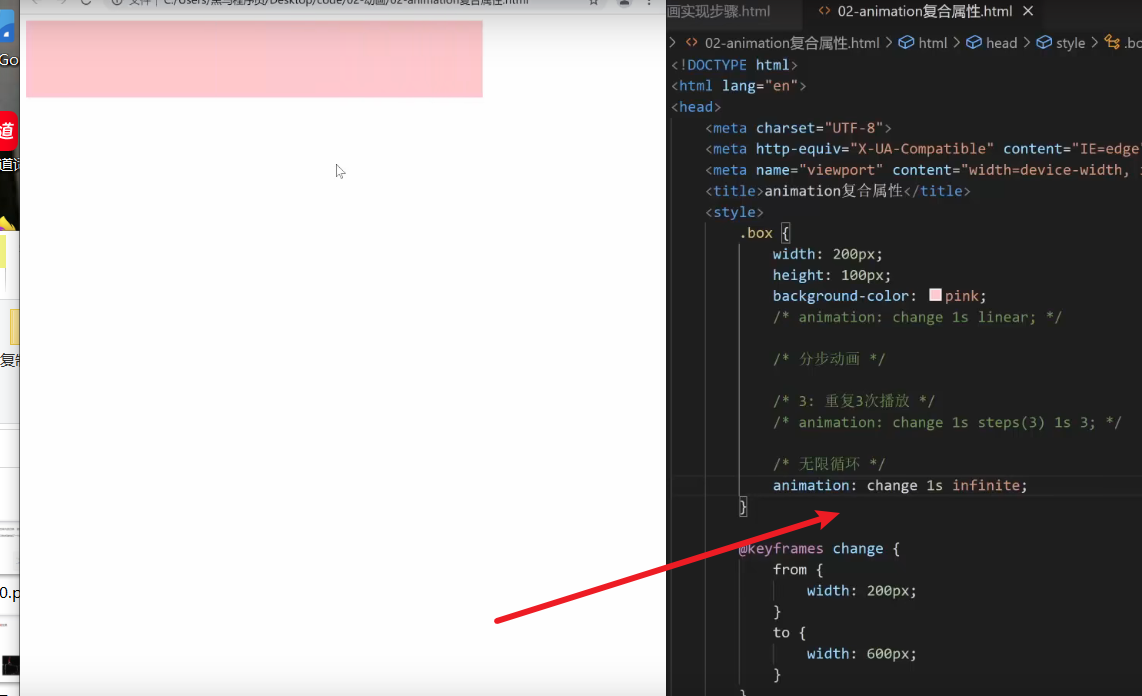 文件 | C:/Users/黑马程序员/Desktop/code/02-动画/02-animation复合属性.html
Go
道
复制
0.p
画实现步骤.html
02-animation复合属性.html
02-animation复合属性.html > html > head > style > .bo
<!DOCTYPE html>
<html lang="en">
<head>
<meta charset="UTF-8">
<meta http-equiv="X-UA-Compatible" content="IE=edge"
<meta name="viewport" content="width=device-width,
<title>animation复合属性</title>
<style>
.box {
width: 200px;
height: 100px;
background-color: pink;
/* animation: change 1s linear; */
/* 分步动画 */
/* 3: 重复3次播放 */
/* animation: change 1s steps(3) 1s 3; */
/* 无限循环 */
animation: change 1s infinite;
}
@keyframes change {
from {
width: 200px;
}
to {
width: 600px;
}
}